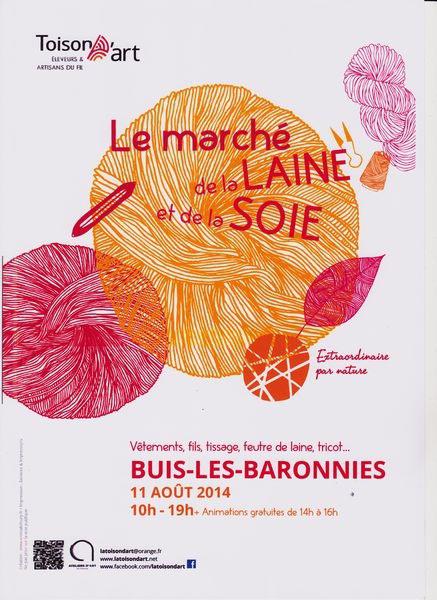 Toison d'art
ÉLEVEURS &
ARTISANS DU FIL
Le marché
de la LAINE
et de la SOIE
Extraordinaire
par nature
Vêtements, fils, tissage, feutre de laine, tricot...
BUIS-LES-BARONNIES
11 AOÛT 2014
10h - 19h + Animations gratuites de 14h à 16h
latoisondart@orange.fr
www.latoisondart.net
www.facebook.com/latoisondart
ATELIERS D'ART